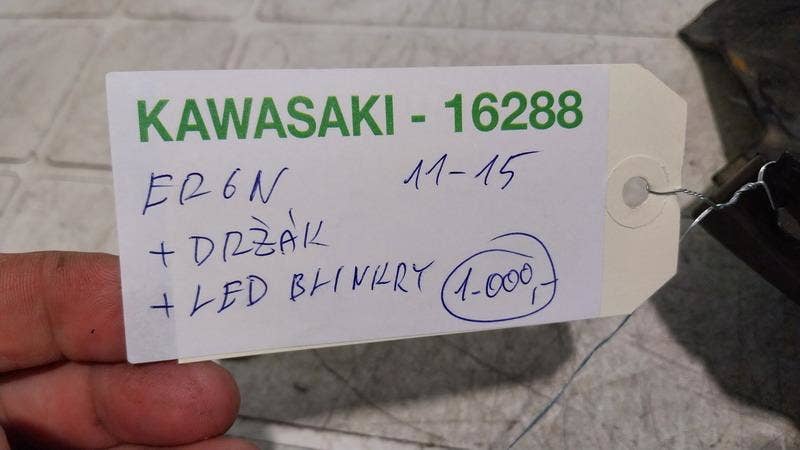 KAWASAKI - 16288
ER6N 11-15
+ DRŽÁK
+ LED BLINKRY 1.000,-